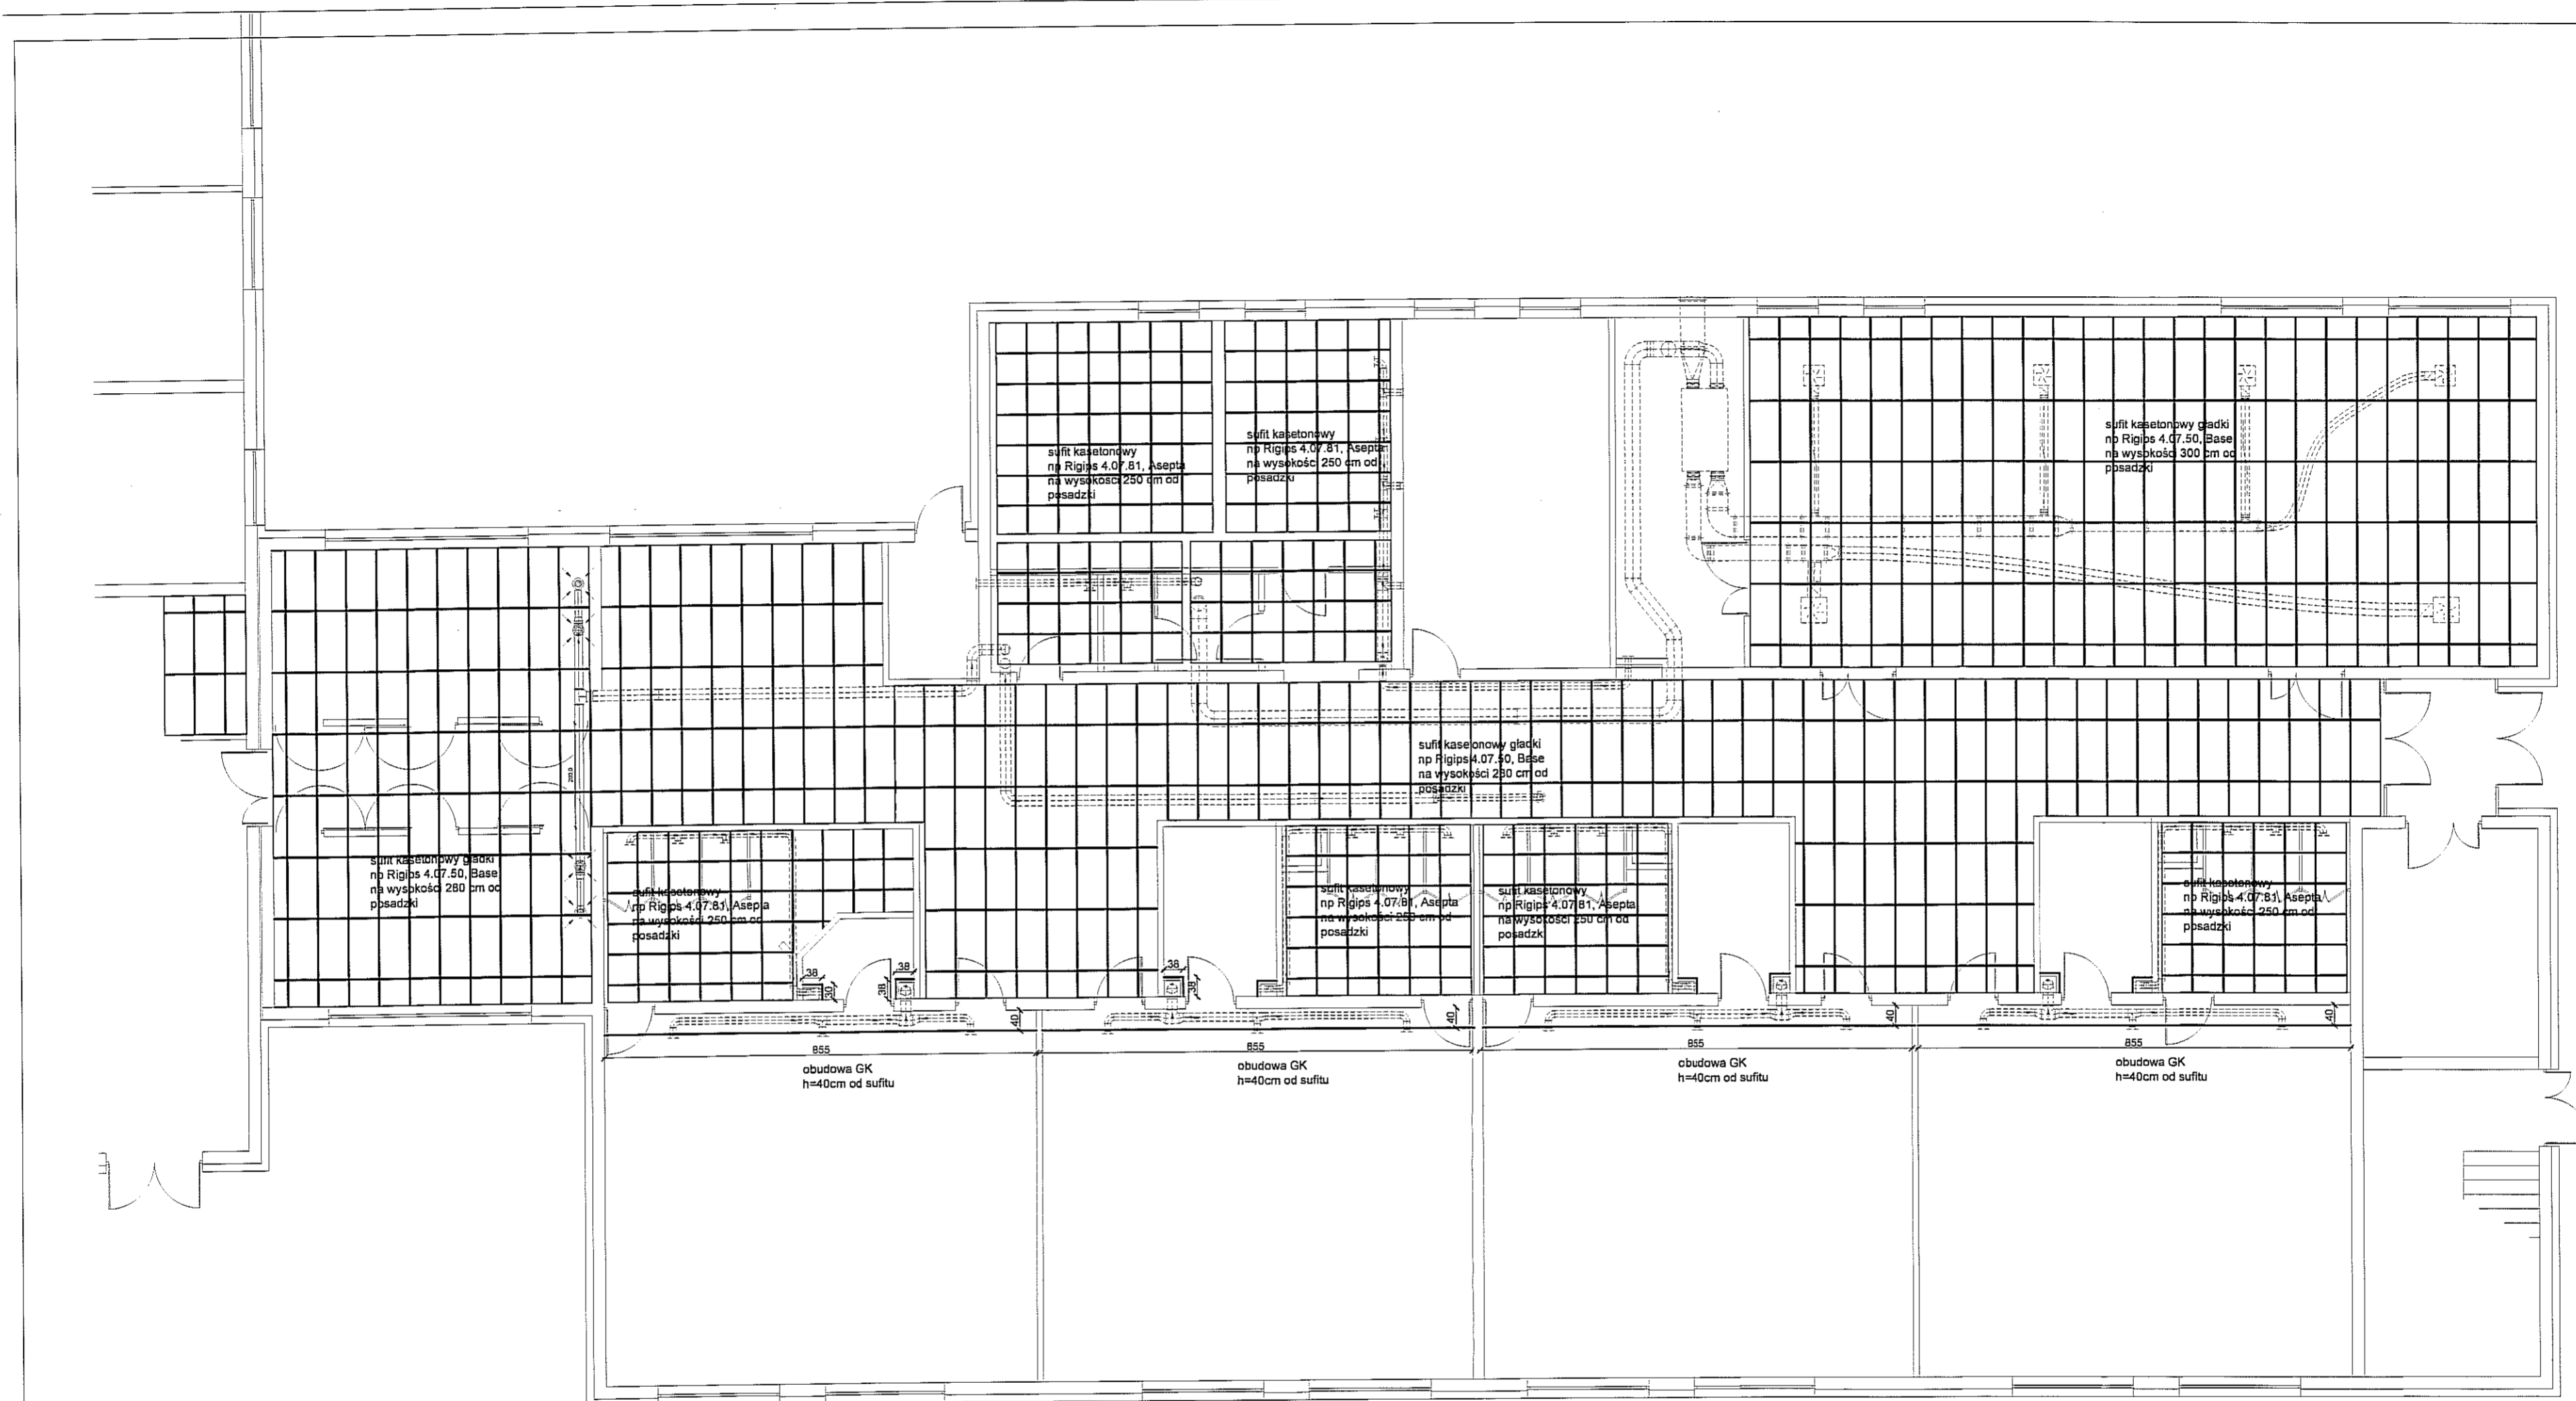 sufit kasetonowy
np Rigips 4.07.81, Asepta
na wysokości 250 cm od
posadzki
sufit kasetonowy
np Rigips 4.07.81, Asepta
na wysokości 250 cm od
posadzki
sufit kasetonowy gładki
np Rigips 4.07.50, Base
na wysokości 300 cm od
posadzki
sufit kasetonowy gładki
np Rigips 4.07.50, Base
na wysokości 280 cm od
posadzki
sufit kasetonowy gładki
np Rigips 4.07.50, Base
na wysokości 280 cm od
posadzki
sufit kasetonowy
np Rigips 4.07.81, Asepta
na wysokości 250 cm od
posadzki
sufit kasetonowy
np Rigips 4.07.81, Asepta
na wysokości 250 cm od
posadzki
sufit kasetonowy
np Rigips 4.07.81, Asepta
na wysokości 250 cm od
posadzki
sufit kasetonowy
np Rigips 4.07.81, Asepta
na wysokości 250 cm od
posadzki
38
30
38
38
38
38
40
40
40
40
855
855
855
855
obudowa GK
h=40cm od sufitu
obudowa GK
h=40cm od sufitu
obudowa GK
h=40cm od sufitu
obudowa GK
h=40cm od sufitu